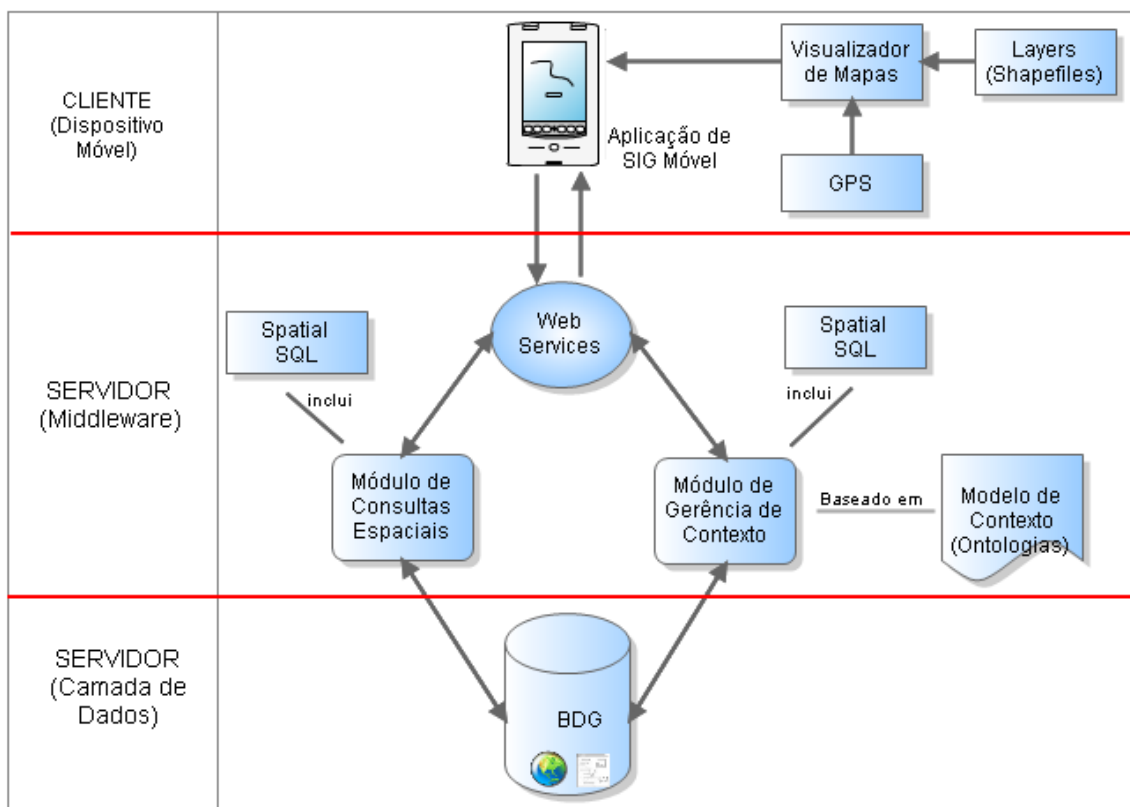 CLIENTE
(Dispositivo
Móvel)
Aplicação de
SIG Móvel
Visualizador
de Mapas
Layers
(Shapefiles)
GPS
SERVIDOR
(Middleware)
Spatial
SQL
inclui
Web
Services
Spatial
SQL
inclui
Módulo de
Consultas
Espaciais
Módulo de
Gerência de
Contexto
Baseado em
Modelo de
Contexto
(Ontologias)
SERVIDOR
(Camada de
Dados)
BDG